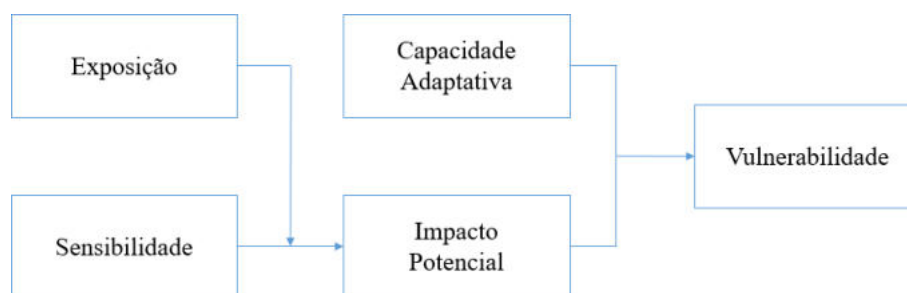 Exposição
Capacidade
Adaptativa
Vulnerabilidade
Sensibilidade
Impacto
Potencial